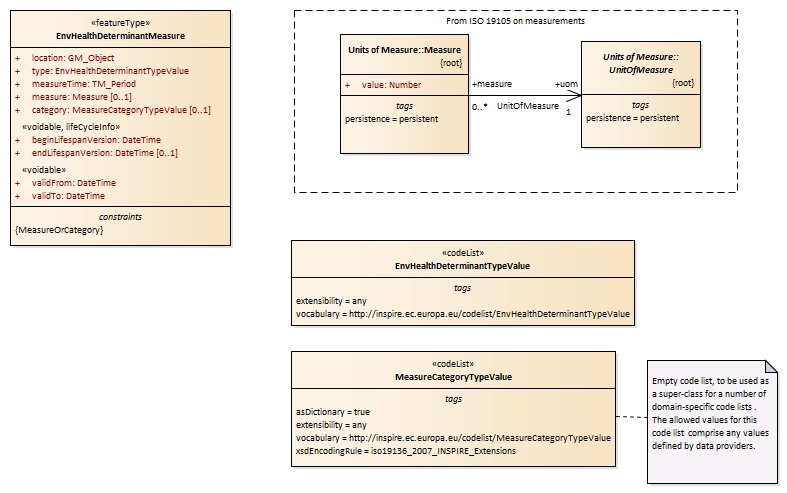 «featureType»
EnvHealthDeterminantMeasure
+ location: GM_Object
+ type: EnvHealthDeterminantTypeValue
+ measureTime: TM_Period
+ measure: Measure [0..1]
+ category: MeasureCategoryTypeValue [0..1]
«voidable, lifeCycleInfo»
+ beginLifespanVersion: DateTime
+ endLifespanVersion: DateTime [0..1]
«voidable»
+ validFrom: DateTime
+ validTo: DateTime
constraints
{MeasureOrCategory}
From ISO 19105 on measurements
Units of Measure::Measure
{root}
+ value: Number
tags
persistence = persistent
+measure
0..*
UnitOfMeasure
+uom
1
Units of Measure::
UnitOfMeasure
{root}
tags
persistence = persistent
«codeList»
EnvHealthDeterminantTypeValue
tags
extensibility = any
vocabulary = http://inspire.ec.europa.eu/codelist/EnvHealthDeterminantTypeValue
«codeList»
MeasureCategoryTypeValue
tags
asDictionary = true
extensibility = any
vocabulary = http://inspire.ec.europa.eu/codelist/MeasureCategoryTypeValue
xsdEncodingRule = iso19136_2007_INSPIRE_Extensions
Empty code list, to be used as
a super-class for a number of
domain-specific code lists .
The allowed values for this
code list comprise any values
defined by data providers.